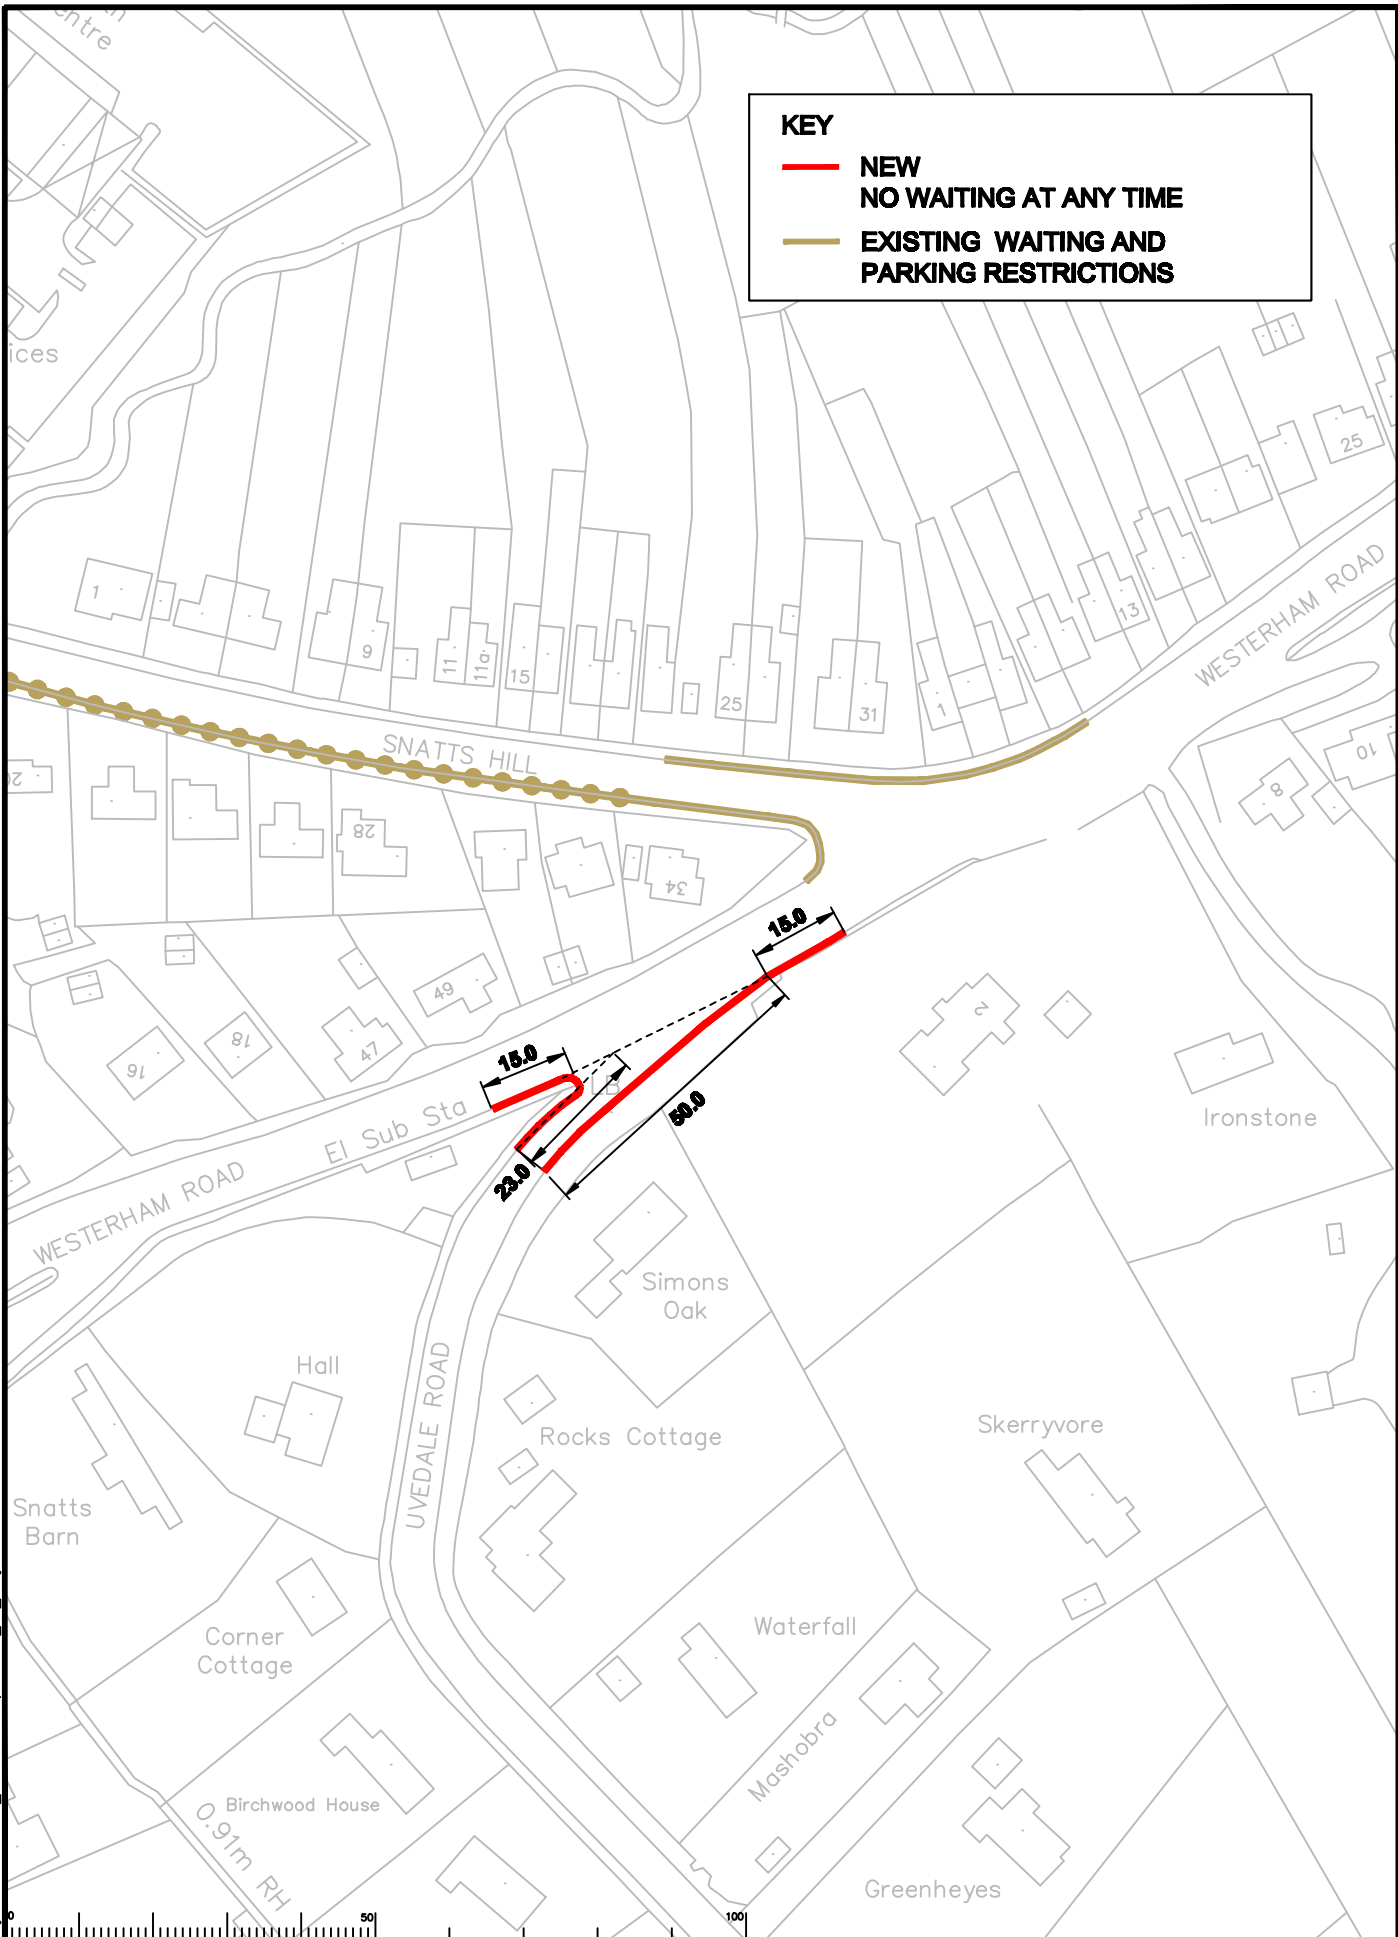 entre
KEY
NEW
NO WAITING AT ANY TIME
EXISTING WAITING AND
PARKING RESTRICTIONS
ices
25
WESTERHAM ROAD
1
9
11
11a
15
25
31
1
13
SNATTS HILL
20
28
34
8
10
15.0
49
47
18
16
2
15.0
LB
50.0
23.0
El Sub Sta
Ironstone
WESTERHAM ROAD
Simons
Oak
Hall
UVEDALE ROAD
Rocks Cottage
Skerryvore
Snatts
Barn
Corner
Cottage
Waterfall
Mashobra
Birchwood House
0.91m RH
Greenheyes
0
50
100